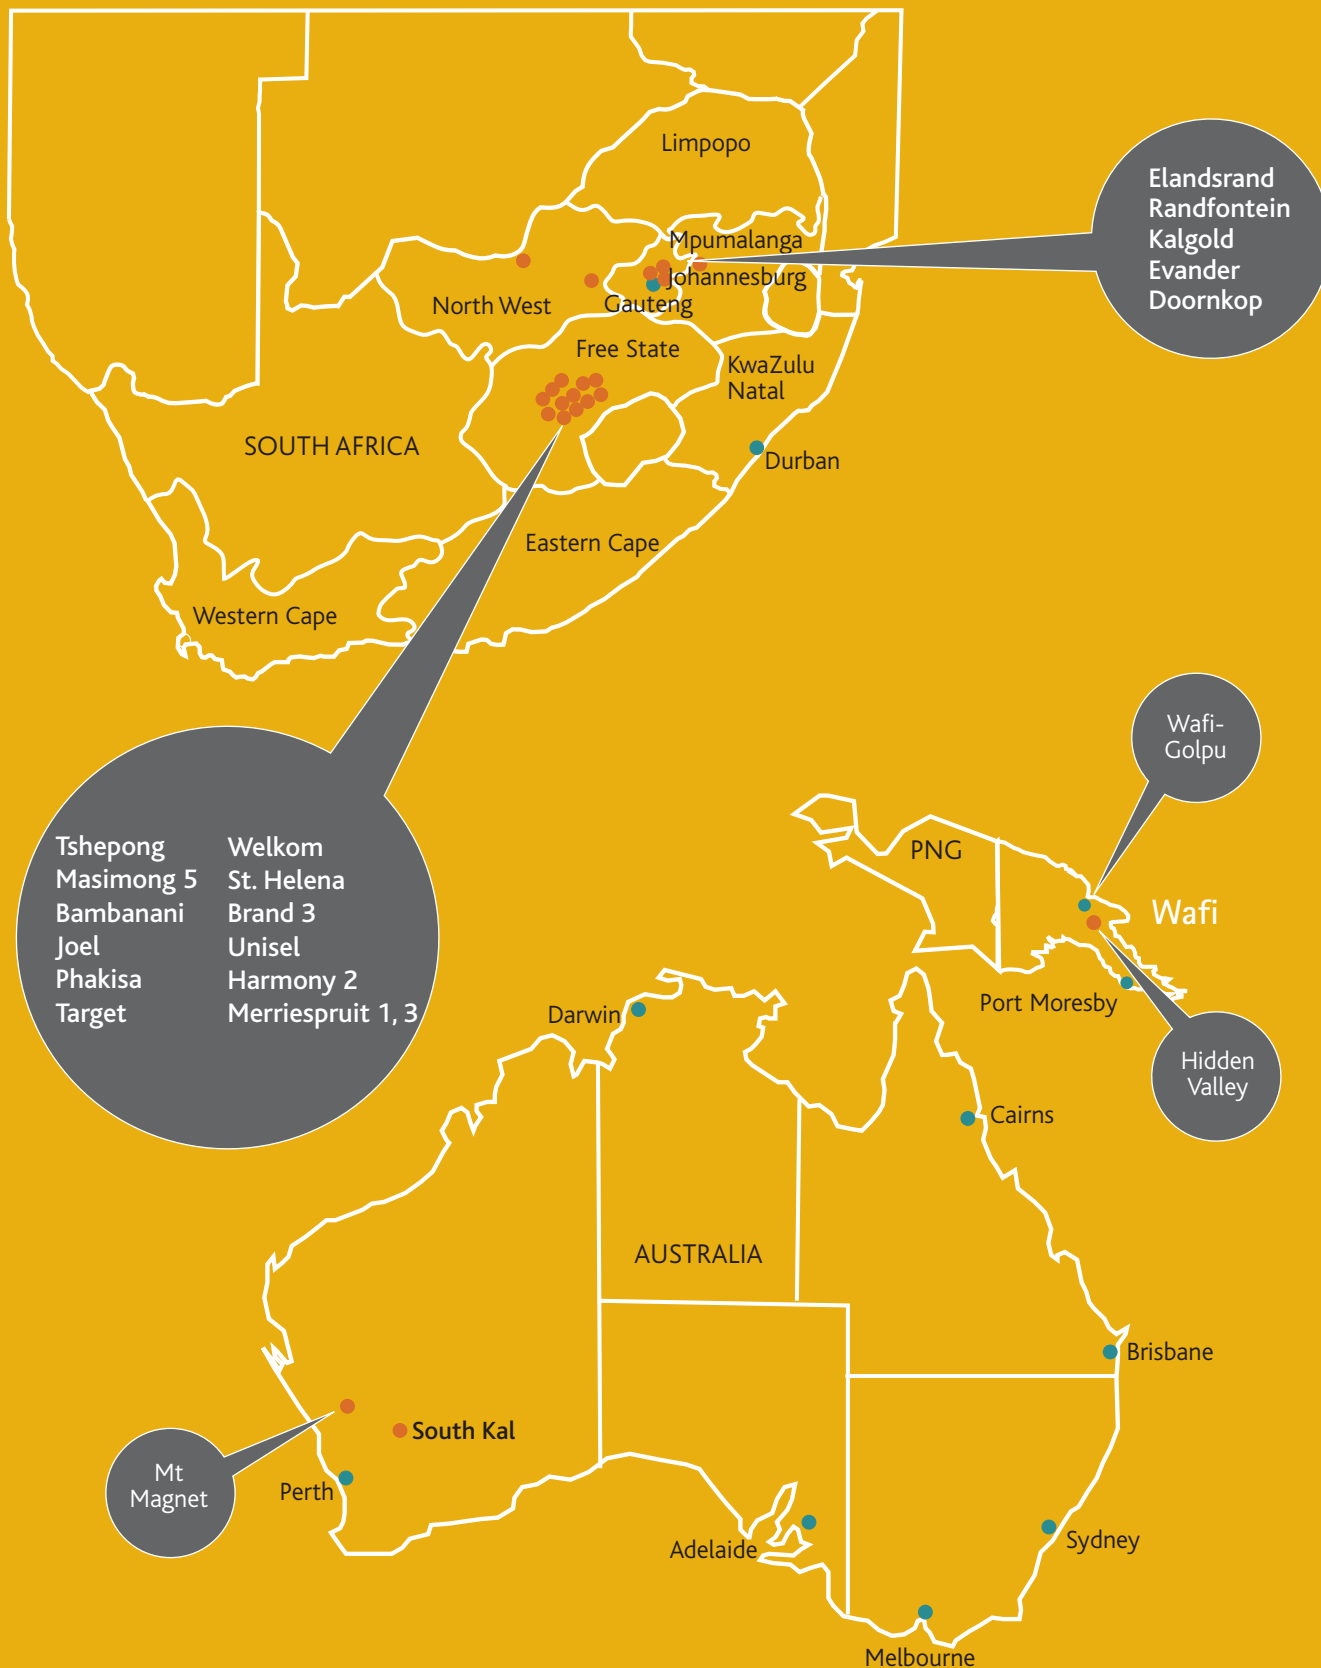 Limpopo
Elandsrand
Randfontein
Kalgold
Evander
Doornkop
Mpumalanga
Johannesburg
North West
Gauteng
Free State
KwaZulu
Natal
SOUTH AFRICA
Durban
Eastern Cape
Western Cape
Tshepong
Masimong 5
Bambanani
Joel
Phakisa
Target
Welkom
St. Helena
Brand 3
Unisel
Harmony 2
Merriespruit 1, 3
Wafi-
Golpu
PNG
Wafi
Port Moresby
Hidden
Valley
Darwin
Cairns
AUSTRALIA
Brisbane
South Kal
Mt
Magnet
Perth
Adelaide
Sydney
Melbourne